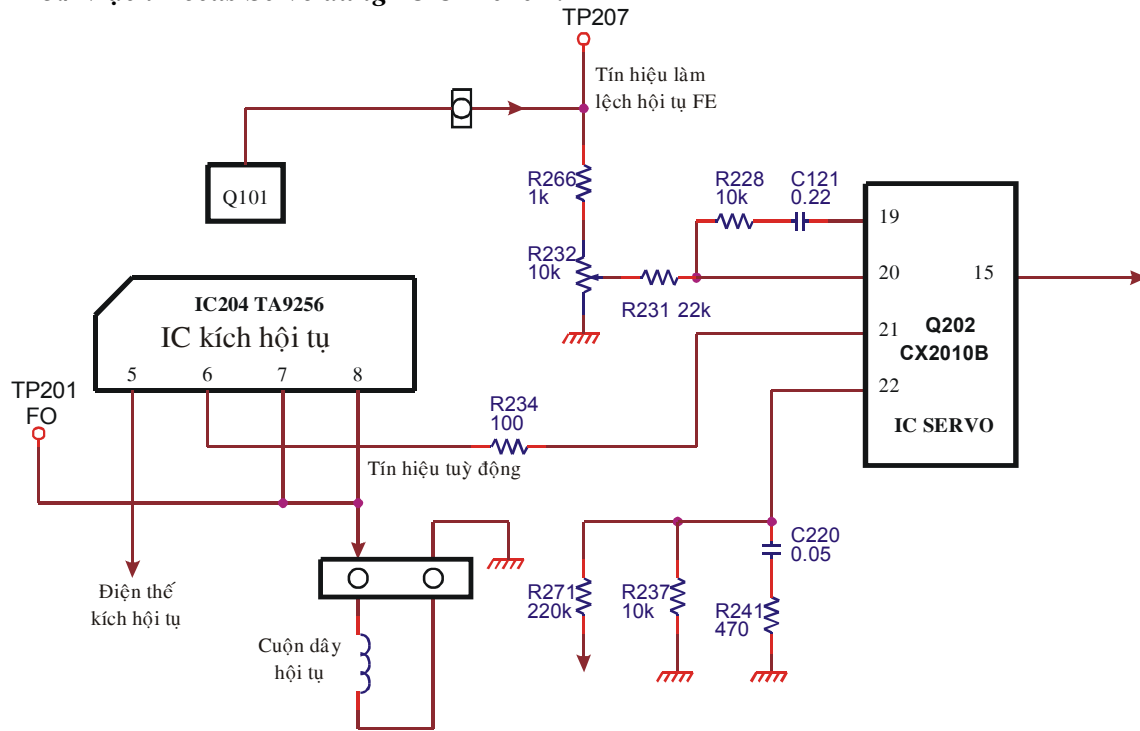 TP207
Tín hiệu làm
lệch hội tụ FE
Q101
R266
1k
R228
10k
C121
0.22
19
R232
10k
20
15
R231 22k
21
Q202
CX2010B
22
IC SERVO
IC204 TA9256
IC kích hội tụ
5
6
7
8
TP201
FO
R234
100
Tín hiệu tuỳ động
C220
0.05
Điện thế
kích hội tụ
R271
220k
R237
10k
R241
470
Cuộn dây
hội tụ